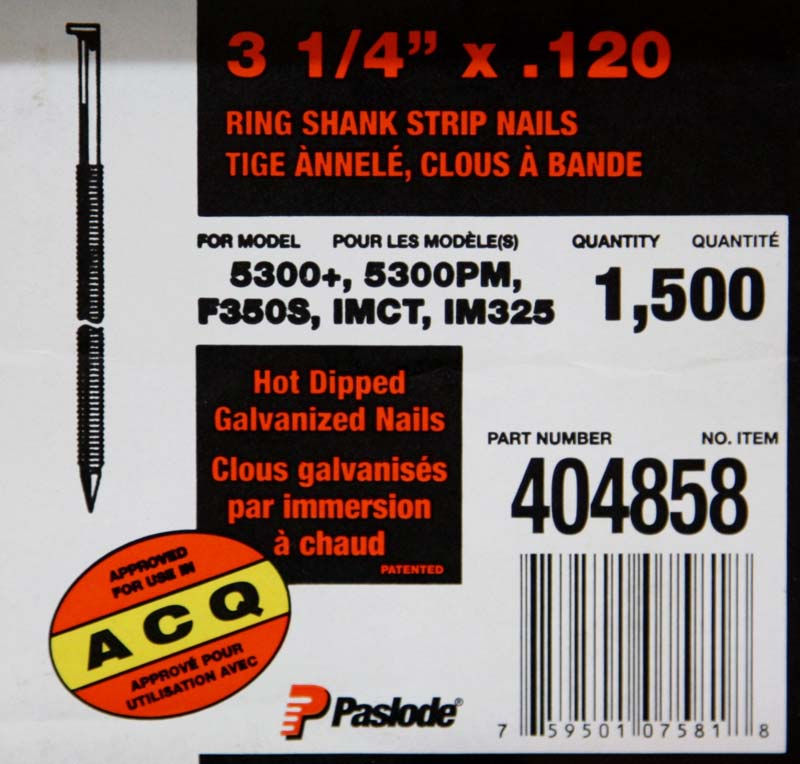 3 1/4” x .120
RING SHANK STRIP NAILS
TIGE ÀNNELÉ, CLOUS À BANDE
FOR MODEL POUR LES MODÈLE(S)
5300+, 5300PM,
F350S, IMCT, IM325
QUANTITY QUANTITÉ
1,500
Hot Dipped
Galvanized Nails
Clous galvanisés
par immersion
à chaud
PATENTED
PART NUMBER NO. ITEM
404858
7 59501 07581 8
APPROVED
FOR USE IN
ACQ
APPROVÉ POUR
UTILISATION AVEC
Paslode®